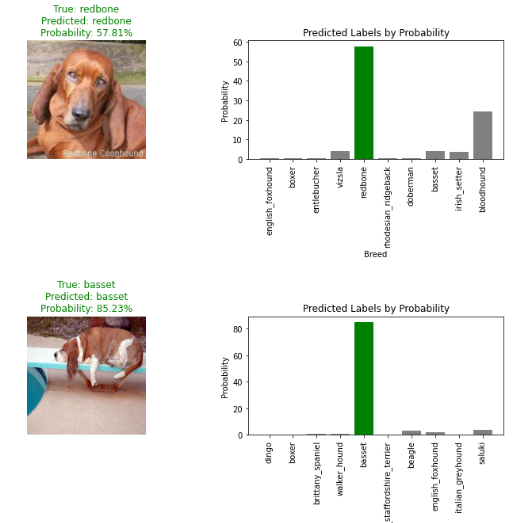 True: redbone
Predicted: redbone
Probability: 57.81%
Redbone Coonhound
Predicted Labels by Probability
60
50
40
30
20
10
0
Probability
english_foxhound
boxer
entlebucher
vizsla
redbone
rhodesian_ridgeback
doberman
basset
irish_setter
bloodhound
Breed
True: basset
Predicted: basset
Probability: 85.23%
Predicted Labels by Probability
80
60
40
20
0
Probability
dingo
boxer
brittany_spaniel
walker_hound
basset
staffordshire_terrier
beagle
english_foxhound
italian_greyhound
saluki